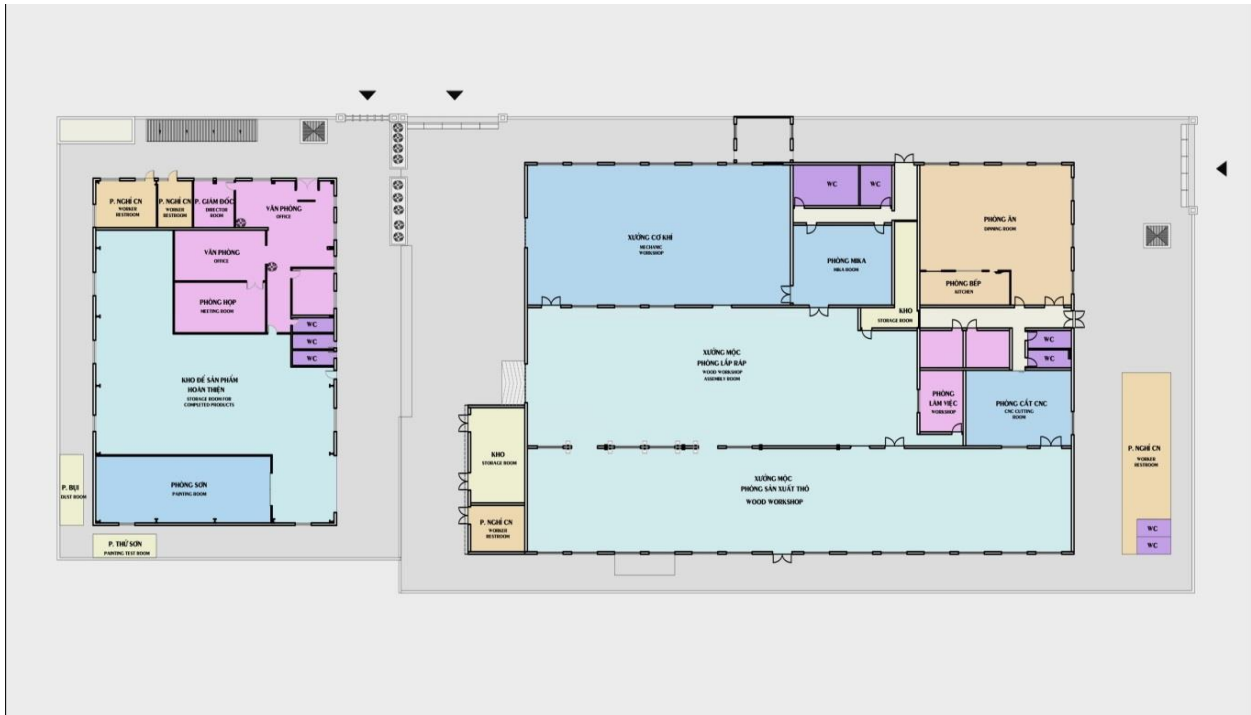 P. NGHỈ CN
WORKER
RESTROOM
P. NGHỈ CN
WORKER
RESTROOM
P. GIÁM ĐỐC
DIRECTOR
ROOM
VĂN PHÒNG
OFFICE
VĂN PHÒNG
OFFICE
PHÒNG HỌP
MEETING ROOM
WC
WC
WC
KHO ĐỂ SẢN PHẨM
HOÀN THIỆN
STORAGE ROOM FOR
COMPLETED PRODUCTS
PHÒNG SƠN
PAINTING ROOM
P. BỤI
DUST ROOM
P. THỬ SƠN
PAINTING TEST ROOM
XƯỞNG CƠ KHÍ
MECHANIC
WORKSHOP
WC
WC
PHÒNG MIKA
MIKA ROOM
PHÒNG ĂN
DINNING ROOM
PHÒNG BẾP
KITCHEN
KHO
STORAGE ROOM
XƯỞNG MỘC
PHÒNG LẮP RÁP
WOOD WORKSHOP
ASSEMBLY ROOM
WC
WC
PHÒNG
LÀM VIỆC
WORKSHOP
PHÒNG CẮT CNC
CNC CUTTING
ROOM
KHO
STORAGE ROOM
P. NGHỈ CN
WORKER
RESTROOM
XƯỞNG MỘC
PHÒNG SẢN XUẤT THÔ
WOOD WORKSHOP
P. NGHỈ CN
WORKER
RESTROOM
WC
WC